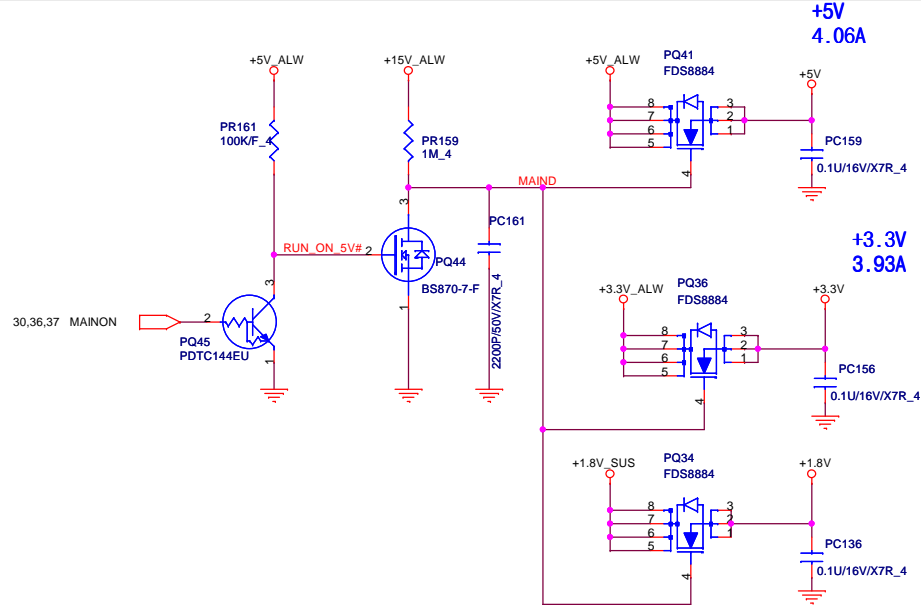 +5V
4.06A
+5V_ALW
+15V_ALW
+5V_ALW
PQ41
FDS8884
+5V
8
7
6
5
3
2
1
4
PR161
100K/F_4
PR159
1M_4
PC159
0.1U/16V/X7R_4
MAIND
3
PC161
RUN_ON_5V#
2
PQ44
BS870-7-F
1
2200P/50V/X7R_4
+3.3V
3.93A
+3.3V_ALW
PQ36
FDS8884
+3.3V
8
7
6
5
3
2
1
4
PC156
0.1U/16V/X7R_4
30,36,37
MAINON
2
3
PQ45
PDTC144EU
1
+1.8V_SUS
PQ34
FDS8884
+1.8V
8
7
6
5
3
2
1
4
PC136
0.1U/16V/X7R_4